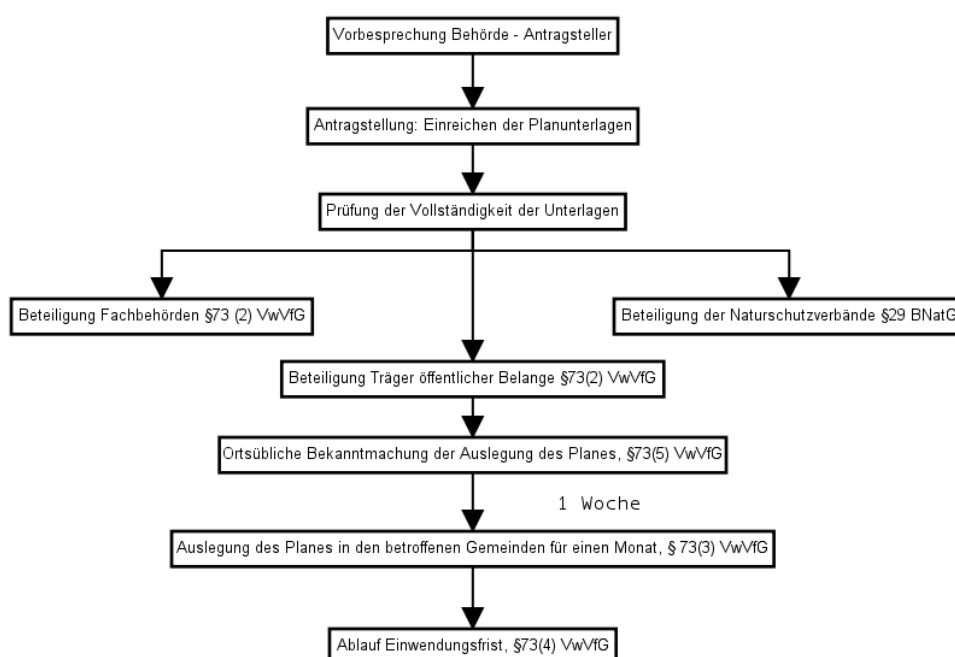 Vorbesprechung Behörde - Antragsteller
Antragstellung: Einreichen der Planunterlagen
Prüfung der Vollständigkeit der Unterlagen
Beteiligung Fachbehörden §73 (2) VwVfG
Beteiligung der Naturschutzverbände §29 BNatG
Beteiligung Träger öffentlicher Belange §73(2) VwVfG
Ortsübliche Bekanntmachung der Auslegung des Planes, §73(5) VwVfG
1 Woche
Auslegung des Planes in den betroffenen Gemeinden für einen Monat, § 73(3) VwVfG
Ablauf Einwendungsfrist, §73(4) VwVfG